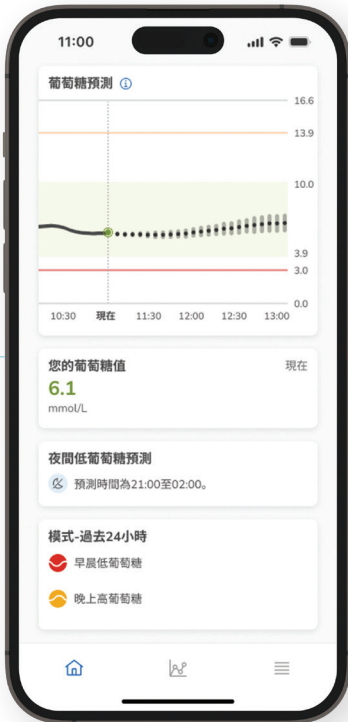 11:00
葡萄糖預測
16.6
13.9
10.0
3.9
3.0
0.0
10:30 現在 11:30 12:00 12:30 13:00
您的葡萄糖值 現在
6.1
mmol/L
夜間低葡萄糖預測
預測時間為21:00至02:00。
模式-過去24小時
早晨低葡萄糖
晚上高葡萄糖